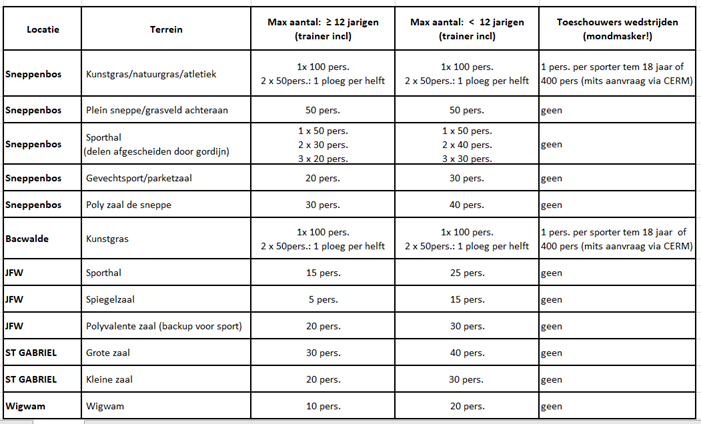 Locatie | Terrein | Max aantal: ≥ 12 jarigen | Max aantal: < 12 jarigen | Toeschouwers wedstrijden
(trainer incl) | (trainer incl) | (mondmasker!)
Sneppenbos | Kunstgras/natuurgras/atletiek | 1x 100 pers. | 1x 100 pers. | 1 pers. per sporter tem 18 jaar of
2 x 50pers.: 1 ploeg per helft | 2 x 50pers.: 1 ploeg per helft | 400 pers (mits aanvraag via CERM)
Sneppenbos | Plein sneppe/grasveld achteraan | 50 pers. | 50 pers. | geen
Sneppenbos | Sporthal | 1 x 50 pers. | 1 x 50 pers. | geen
(delen afgescheiden door gordijn) | 2 x 30 pers. | 2 x 40 pers.
3 x 20 pers. | 3 x 30 pers.
Sneppenbos | Gevechtsport/parketzaal | 20 pers. | 30 pers. | geen
Sneppenbos | Poly zaal de sneppe | 30 pers. | 40 pers. | geen
Bacwalde | Kunstgras | 1x 100 pers. | 1x 100 pers. | 1 pers. per sporter tem 18 jaar of
2 x 50pers.: 1 ploeg per helft | 2 x 50pers.: 1 ploeg per helft | 400 pers (mits aanvraag via CERM)
JFW | Sporthal | 15 pers. | 25 pers. | geen
JFW | Spiegelzaal | 5 pers. | 15 pers. | geen
JFW | Polyvalente zaal (backup voor sport) | 20 pers. | 30 pers. | geen
ST GABRIEL | Grote zaal | 30 pers. | 40 pers. | geen
ST GABRIEL | Kleine zaal | 20 pers. | 30 pers. | geen
Wigwam | Wigwam | 10 pers. | 20 pers. | geen